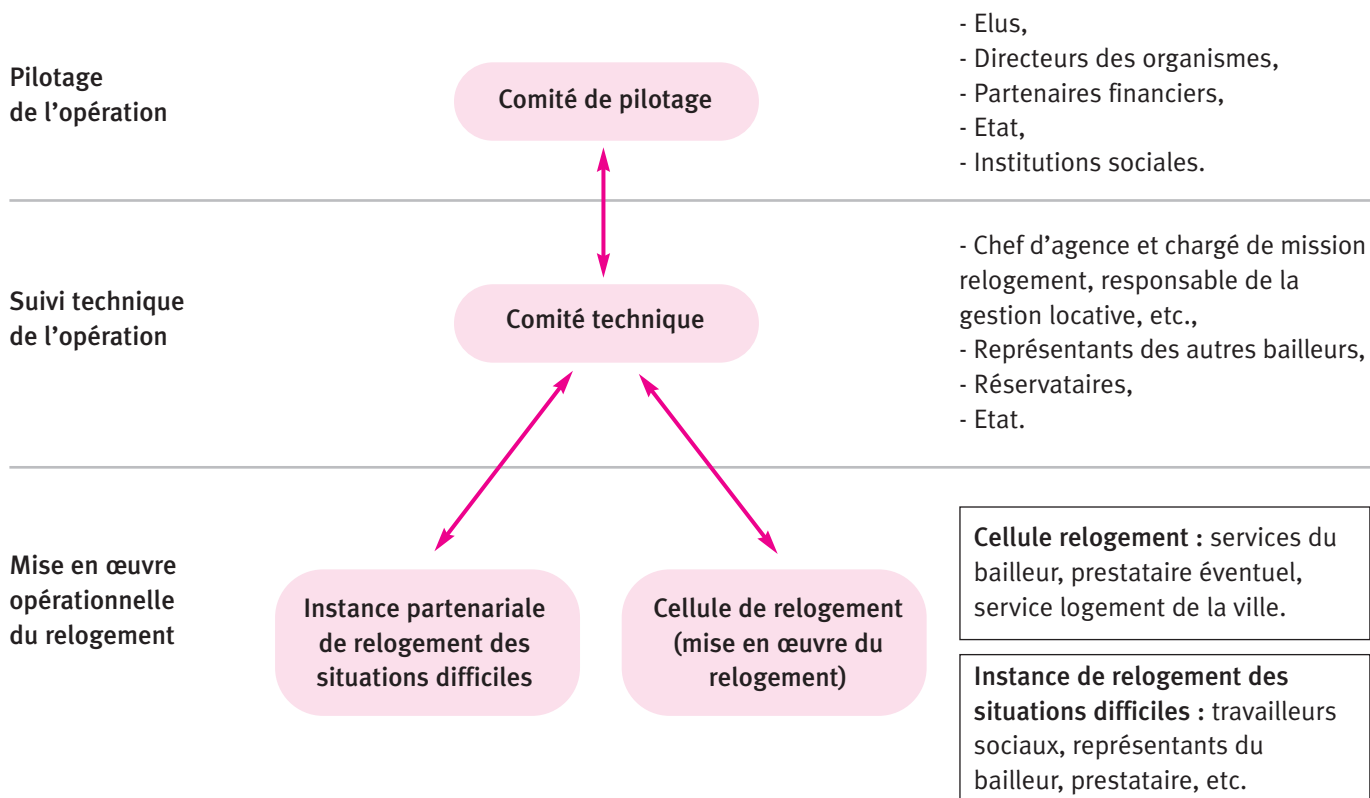 Pilotage
de l’opération
Comité de pilotage
- Elus,
- Directeurs des organismes,
- Partenaires financiers,
- Etat,
- Institutions sociales.
Suivi technique
de l’opération
Comité technique
- Chef d’agence et chargé de mission
relogement, responsable de la
gestion locative, etc.,
- Représentants des autres bailleurs,
- Réservataires,
- Etat.
Mise en œuvre
opérationnelle
du relogement
Instance partenariale
de relogement des
situations difficiles
Cellule de relogement
(mise en œuvre du
relogement)
Cellule relogement : services du
bailleur, prestataire éventuel,
service logement de la ville.
Instance de relogement des
situations difficiles : travailleurs
sociaux, représentants du
bailleur, prestataire, etc.